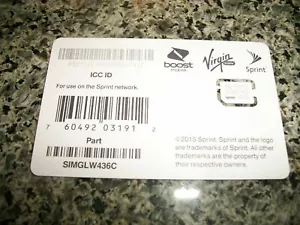 ICC ID
For use on the Sprint network.
boost
mobile
Virgin
Sprint
7 60492 03191 2
Part
SIMGLW436C
©2015 Sprint. Sprint and the logo
are trademarks of Sprint. All other
trademarks are the property of
their respective owners.